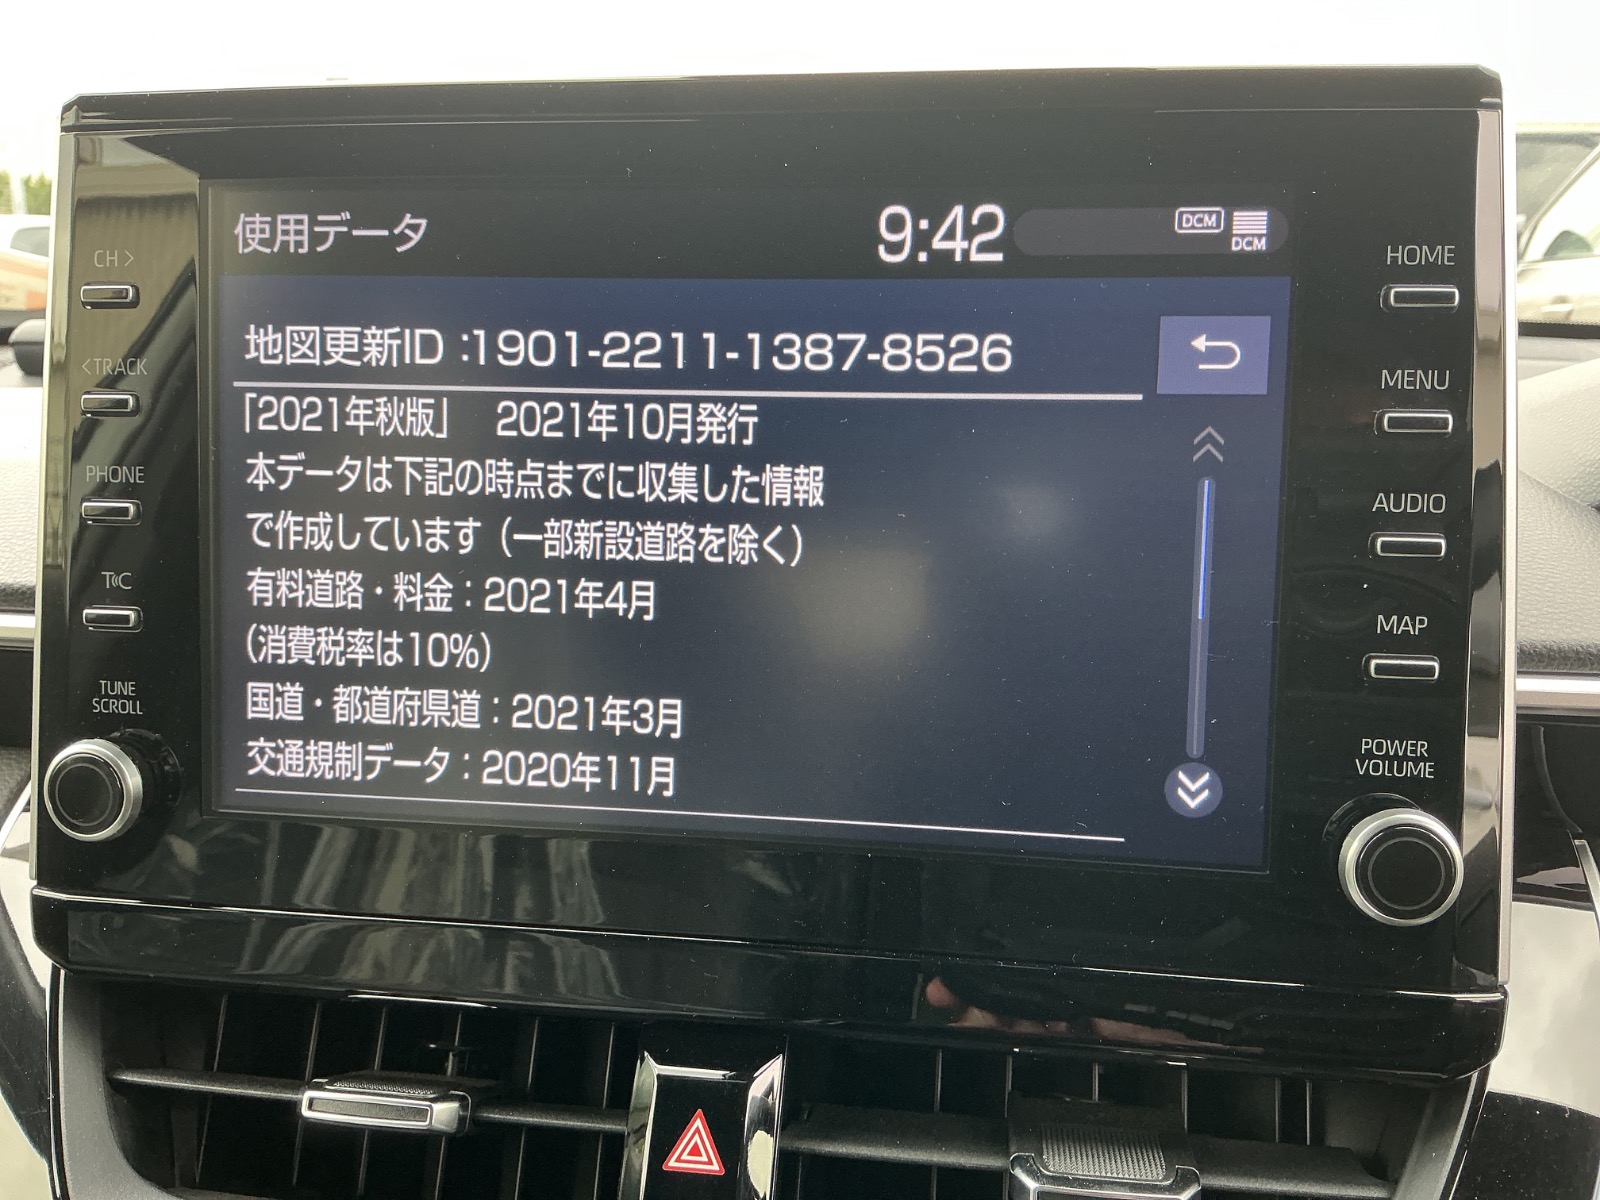 使用データ
9:42
DCM
DCM
地図更新ID:1901-2211-1387-8526
「2021年秋版」 2021年10月発行
本データは下記の時点までに収集した情報
で作成しています（一部新設道路を除く）
有料道路・料金：2021年4月
（消費税率は10%）
国道・都道府県道：2021年3月
交通規制データ：2020年11月
CH >
< TRACK
PHONE
T«C
TUNE
SCROLL
HOME
MENU
AUDIO
MAP
POWER
VOLUME